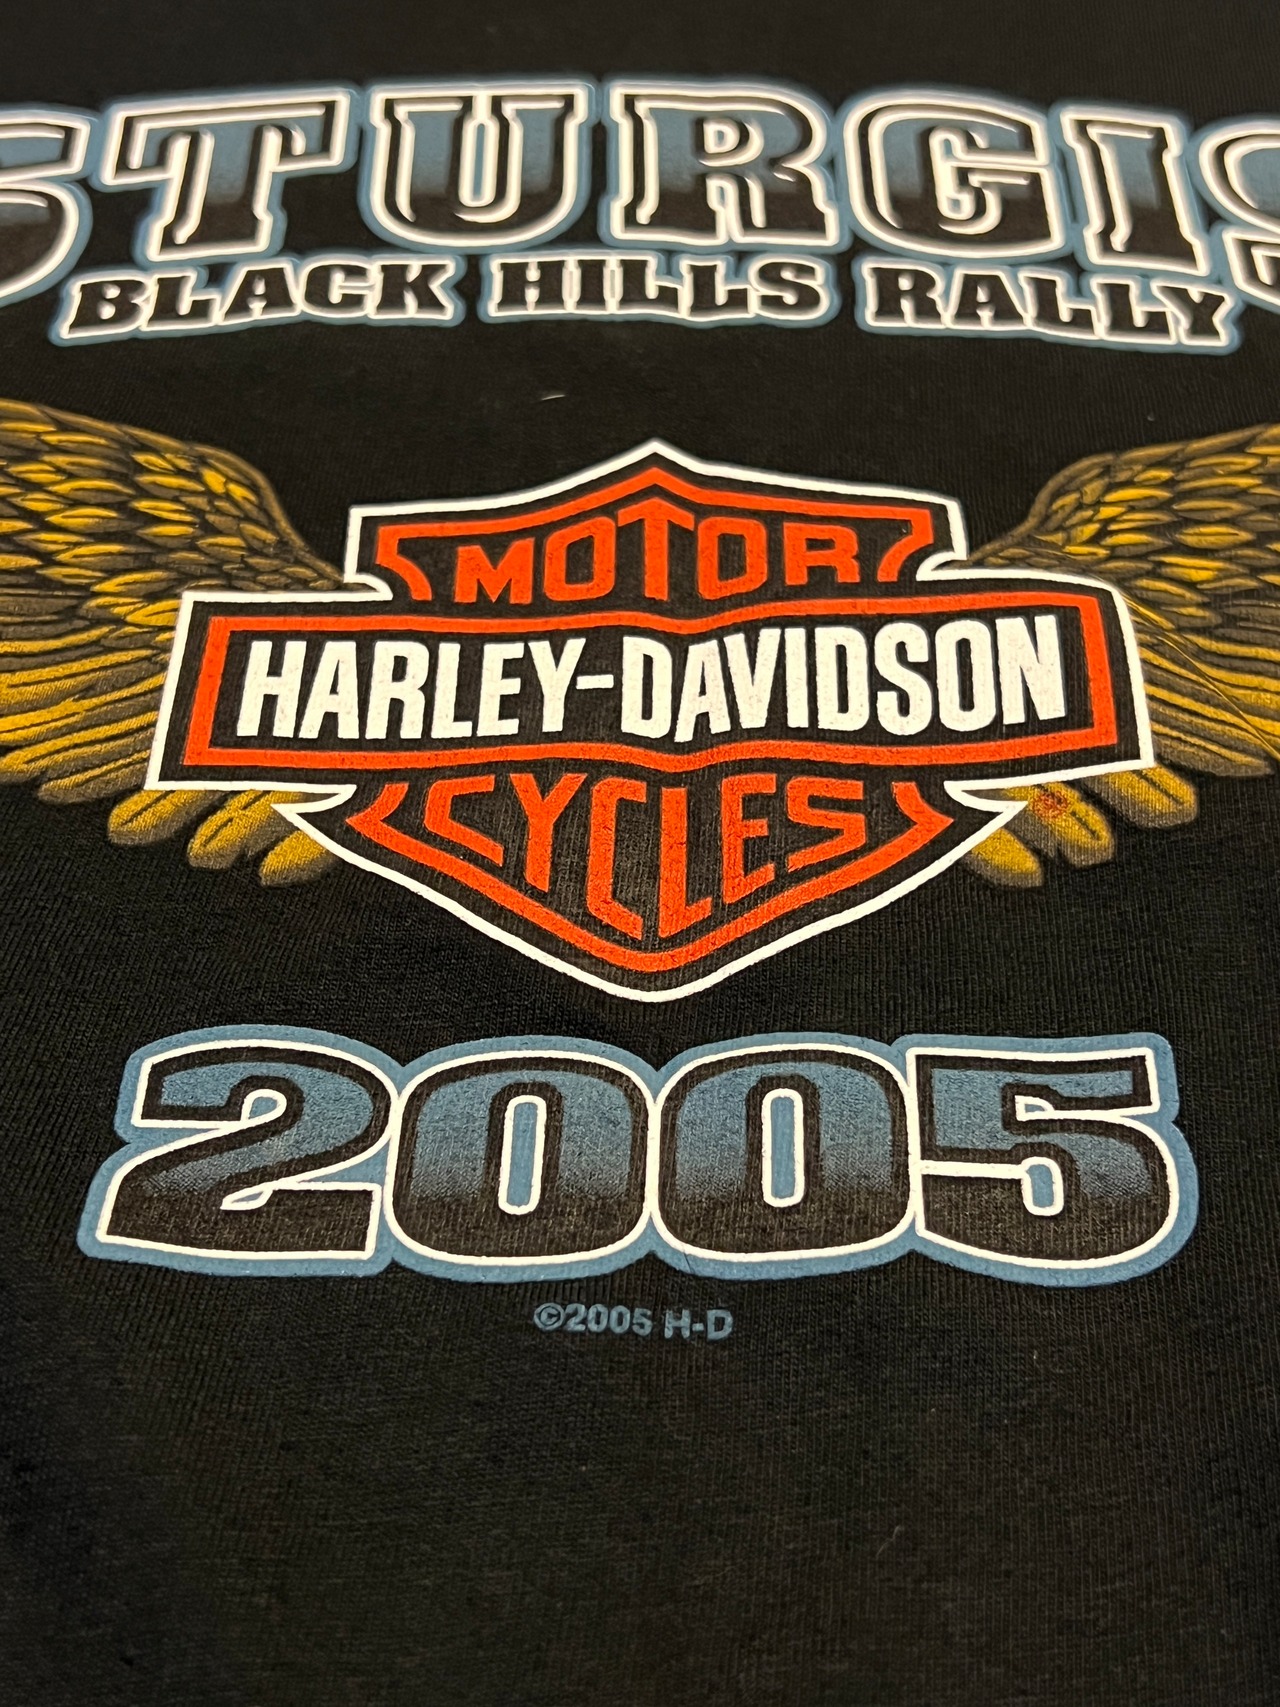 STURGIS
BLACK HILLS RALLY
MOTOR
HARLEY-DAVIDSON
CYCLES
2005
©2005 H-D